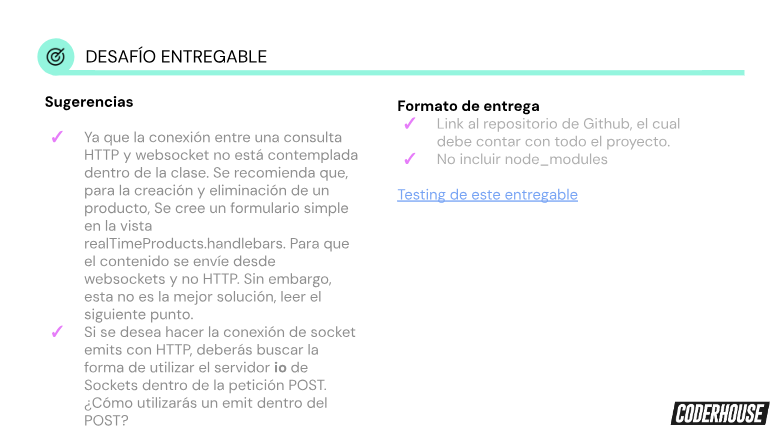 DESAFÍO ENTREGABLE
Sugerencias
✓ Ya que la conexión entre una consulta
HTTP y websocket no está contemplada
dentro de la clase. Se recomienda que,
para la creación y eliminación de un
producto, Se cree un formulario simple
en la vista
realTimeProducts.handlebars. Para que
el contenido se envíe desde
websockets y no HTTP. Sin embargo,
esta no es la mejor solución, leer el
siguiente punto.
✓ Si se desea hacer la conexión de socket
emits con HTTP, deberás buscar la
forma de utilizar el servidor io de
Sockets dentro de la petición POST.
¿Cómo utilizarás un emit dentro del
POST?
Formato de entrega
✓ Link al repositorio de Github, el cual
debe contar con todo el proyecto.
✓ No incluir node_modules
Testing de este entregable
CODERHOUSE